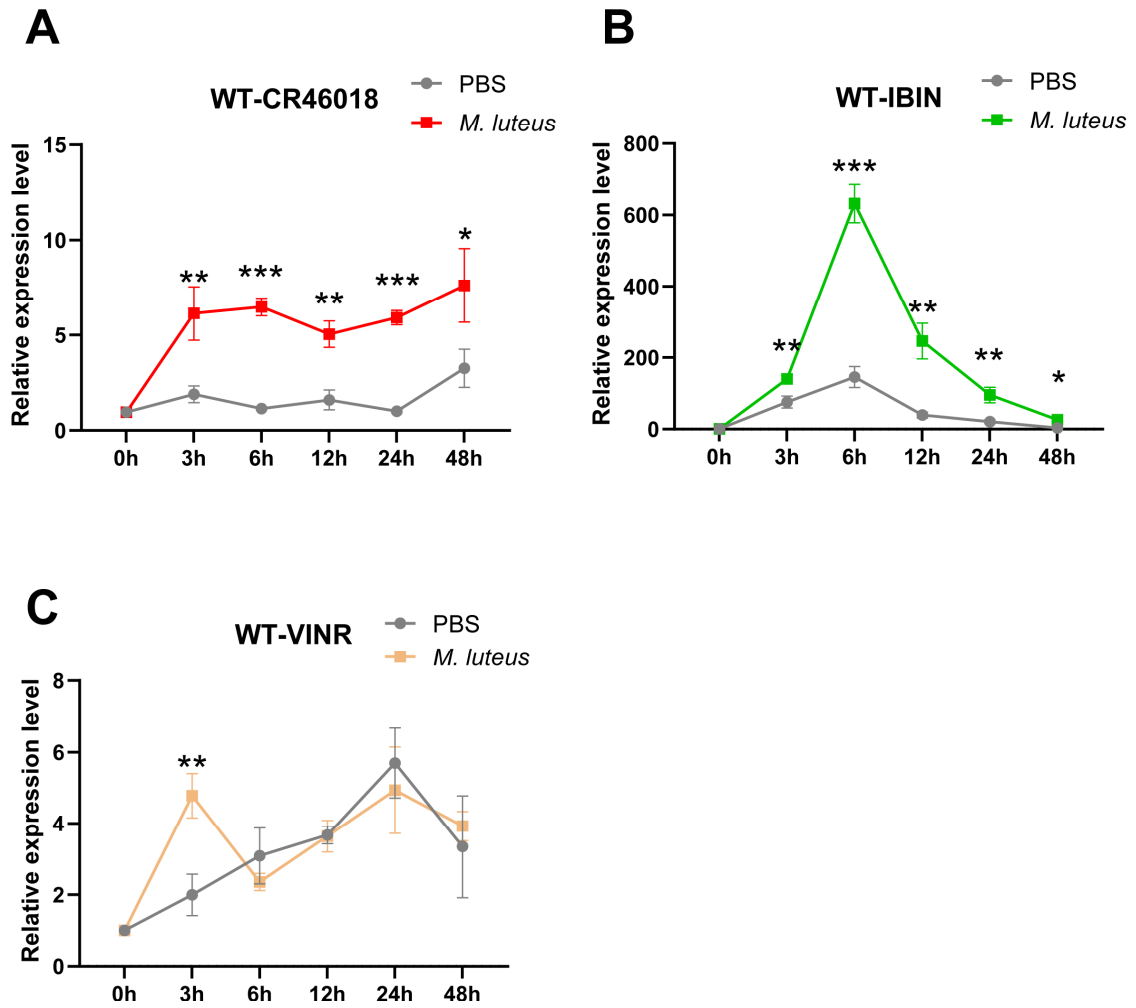 A
WT-CR46018
PBS
M. luteus
Relative expression level
15
10
5
0
** *** ** *** *
0h 3h 6h 12h 24h 48h
B
WT-IBIN
PBS
M. luteus
Relative expression level
800
600
400
200
0
** *** ** ** *
0h 3h 6h 12h 24h 48h
C
WT-VINR
PBS
M. luteus
Relative expression level
8
6
4
2
0
**
0h 3h 6h 12h 24h 48h